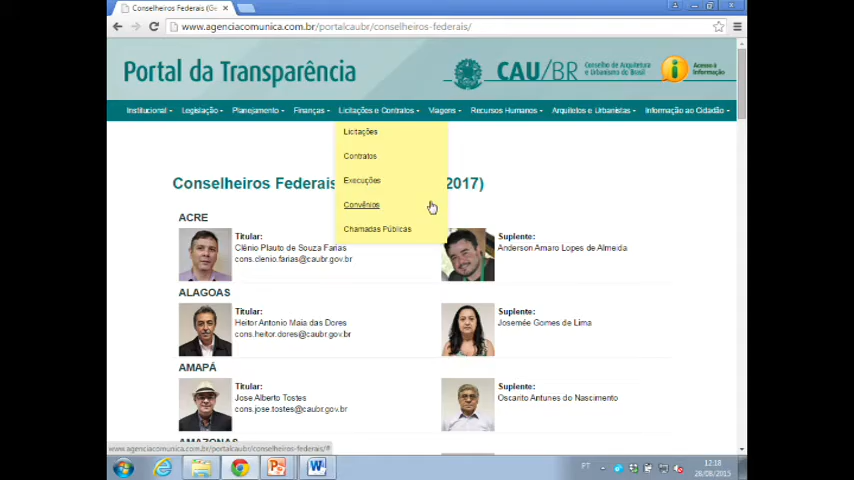 Conselheiros Federais (Ge
www.agenciacomunica.com.br/portalcaubr/conselheiros-federais/
Portal da Transparência
CAU/BR
Conselho de Arquitetura
e Urbanismo do Brasil
i
Acesso à
Informação
Institucional
Legislação
Planejamento
Finanças
Licitações e Contratos
Viagens
Recursos Humanos
Arquitetos e Urbanistas
Informação ao Cidadão
Licitações
Contratos
Execuções
Convênios
Chamadas Púbicas
Conselheiros Federais
2017)
ACRE
Titular:
Clênio Plauto de Souza Farias
cons.clenio.farias@caubr.gov.br
Suplente:
Anderson Amaro Lopes de Almeida
ALAGOAS
Titular:
Heitor Antonio Maia das Dores
cons.heitor.dores@caubr.gov.br
Suplente:
Josemée Gomes de Lima
AMAPÁ
Titular:
Jose Alberto Tostes
cons.jose.tostes@caubr.gov.br
Suplente:
Oscarito Antunes do Nascimento
AMAZONAS
www.agenciacomunica.com.br/portalcaubr/conselheiros-federais/#
PT
12:18
28/08/2015